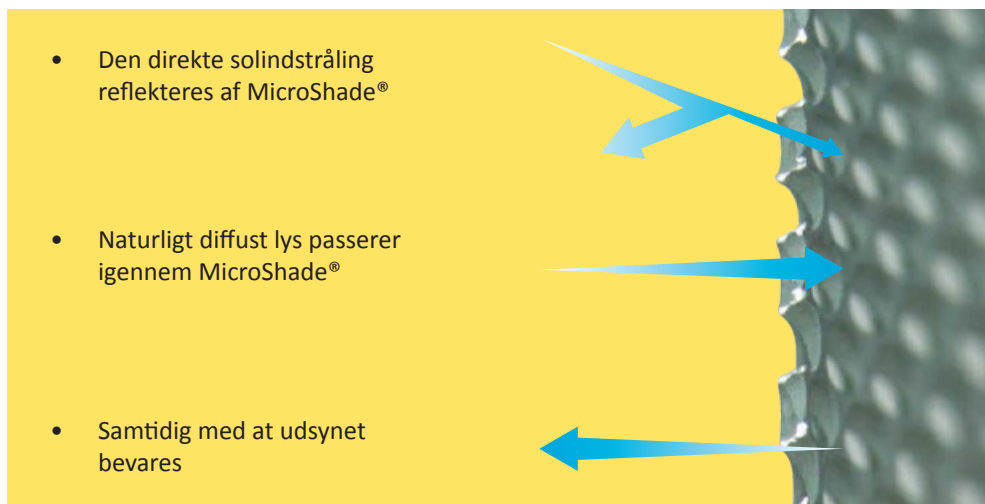 • Den direkte solindstråling
reflekteres af MicroShade®
• Naturligt diffust lys passerer
igennem MicroShade®
• Samtidig med at udsynet
bevares